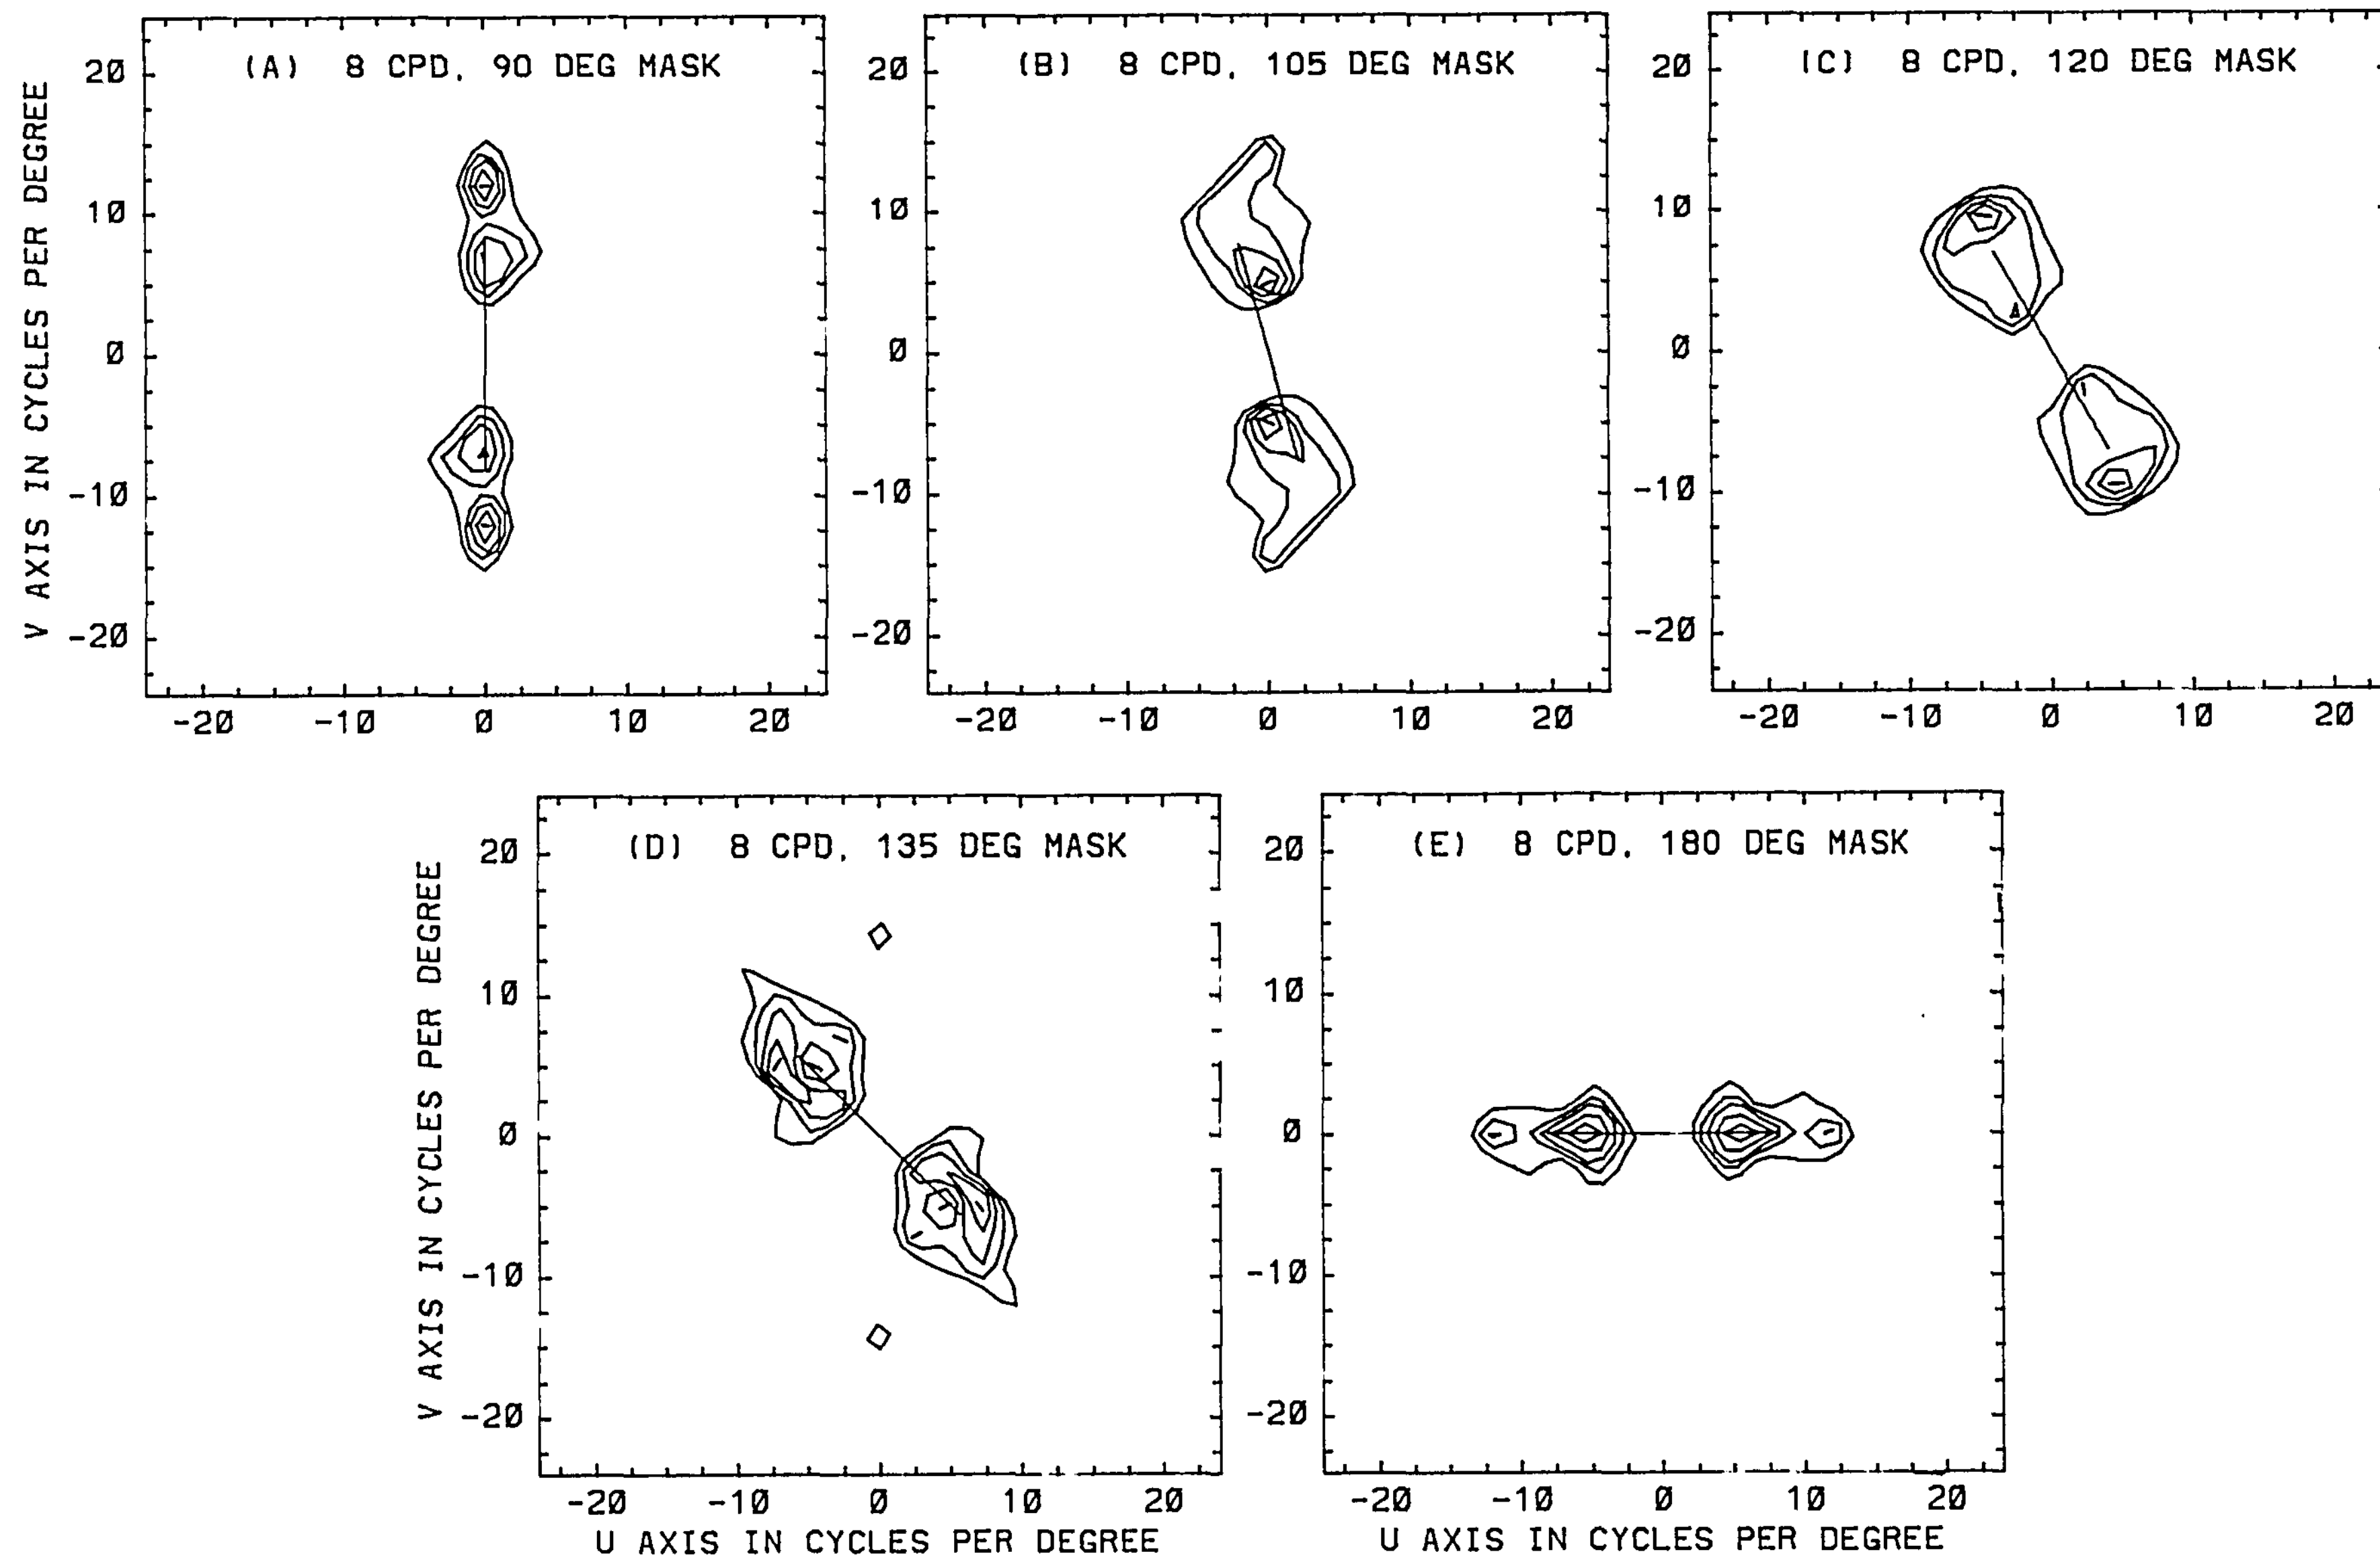 (A) 8 CPD, 90 DEG MASK
V AXIS IN CYCLES PER DEGREE
20
10
0
-10
-20
-20 -10 0 10 20
(B) 8 CPD, 105 DEG MASK
20
10
0
-10
-20
-20 -10 0 10 20
(C) 8 CPD, 120 DEG MASK
20
10
0
-10
-20
-20 -10 0 10 20
(D) 8 CPD, 135 DEG MASK
V AXIS IN CYCLES PER DEGREE
20
10
0
-10
-20
-20 -10 0 10 20
U AXIS IN CYCLES PER DEGREE
(E) 8 CPD, 180 DEG MASK
20
10
0
-10
-20
-20 -10 0 10 20
U AXIS IN CYCLES PER DEGREE